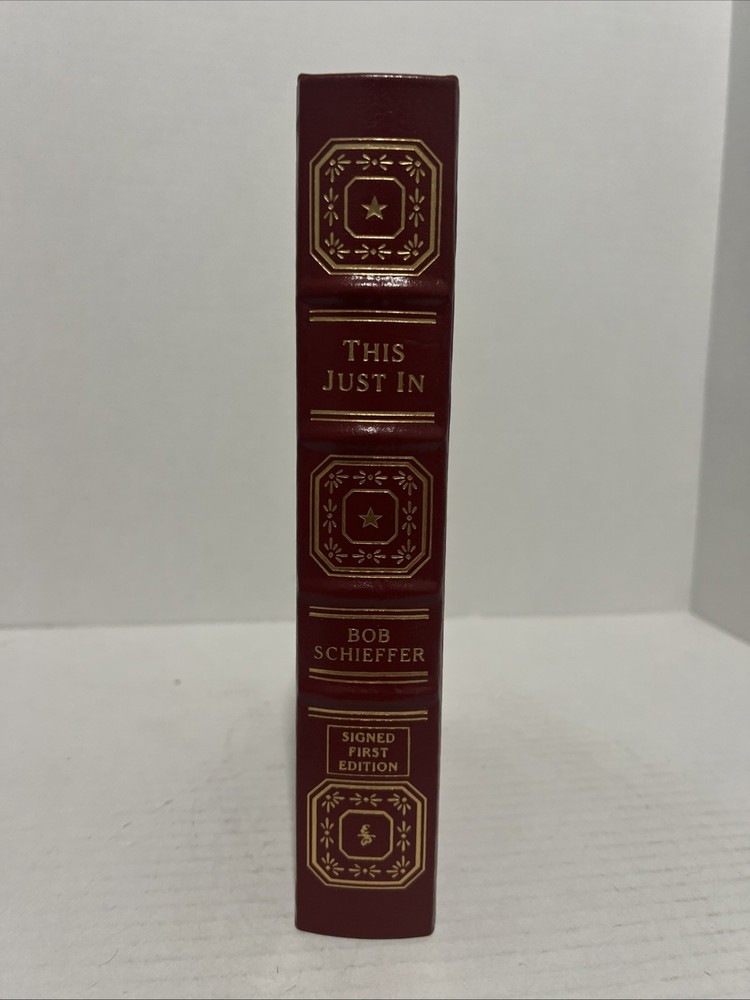 THIS
JUST IN
BOB
SCHIEFFER
SIGNED
FIRST
EDITION